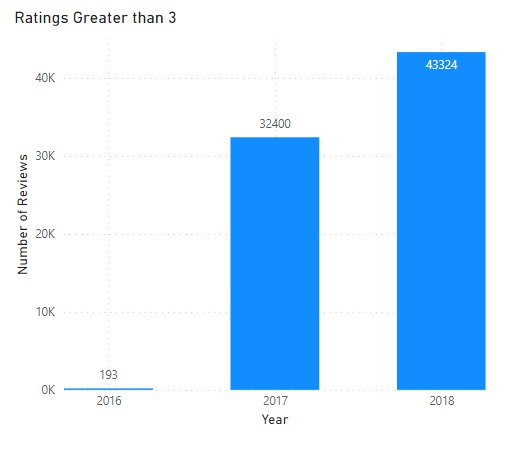 Ratings Greater than 3
43324
40K
32400
30K
Number of Reviews
20K
10K
193
0K
2016 2017 2018
Year